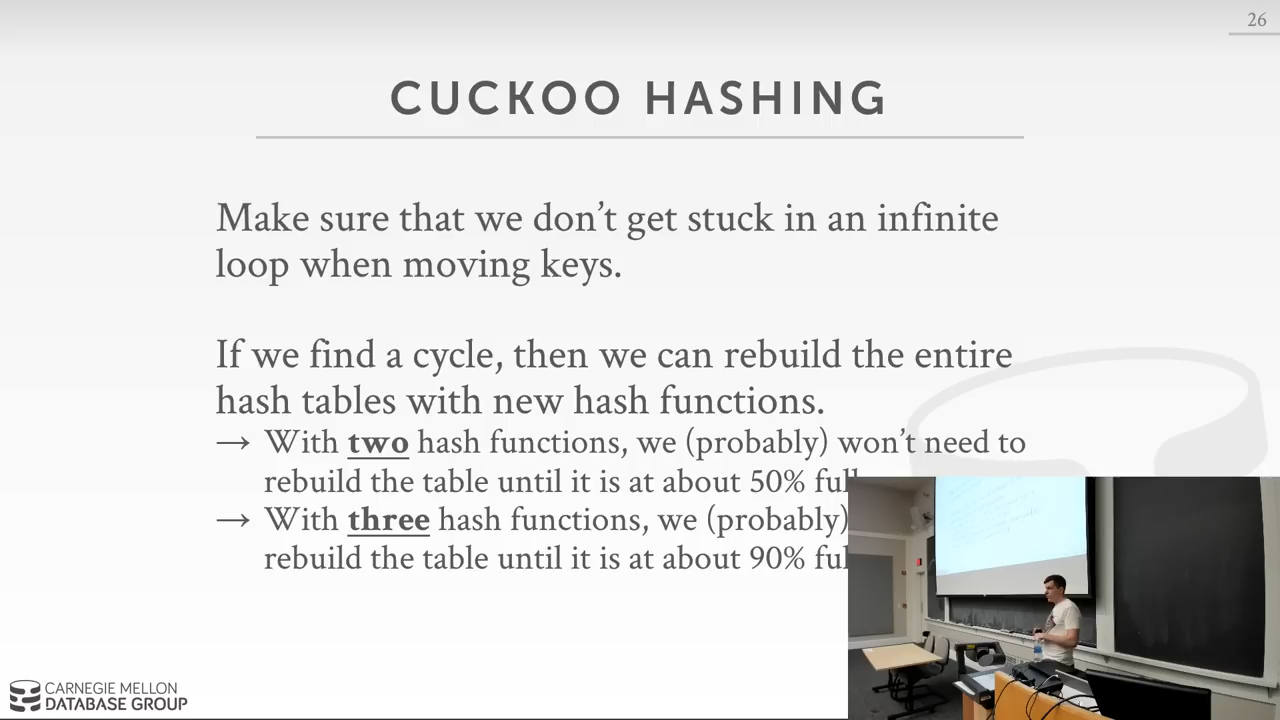 26
CUCKOO HASHING
Make sure that we don't get stuck in an infinite
loop when moving keys.
If we find a cycle, then we can rebuild the entire
hash tables with new hash functions.
→ With two hash functions, we (probably) won't need to
rebuild the table until it is at about 50%
→ With three hash functions, we (probably)
rebuild the table until it is at about 90%
CARNEGIE MELLON
DATABASE GROUP